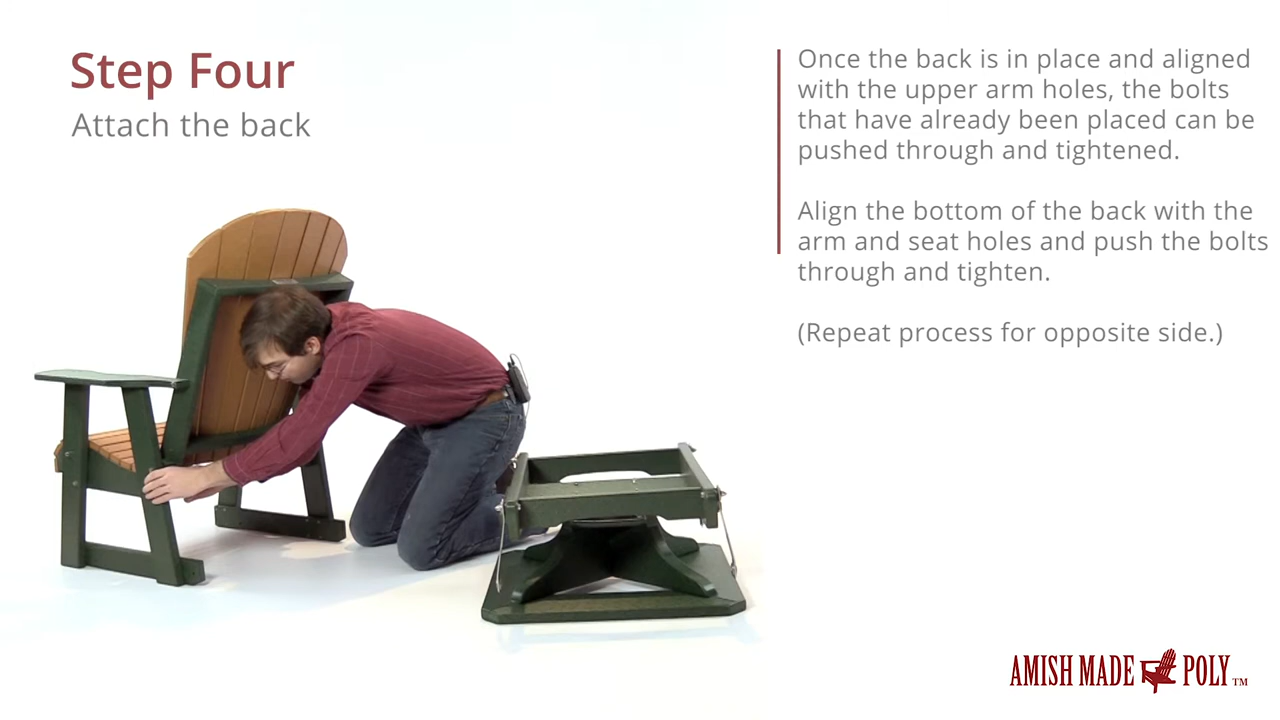 Step Four
Attach the back
Once the back is in place and aligned
with the upper arm holes, the bolts
that have already been placed can be
pushed through and tightened.
Align the bottom of the back with the
arm and seat holes and push the bolts
through and tighten.
(Repeat process for opposite side.)
AMISH MADE POLY TM